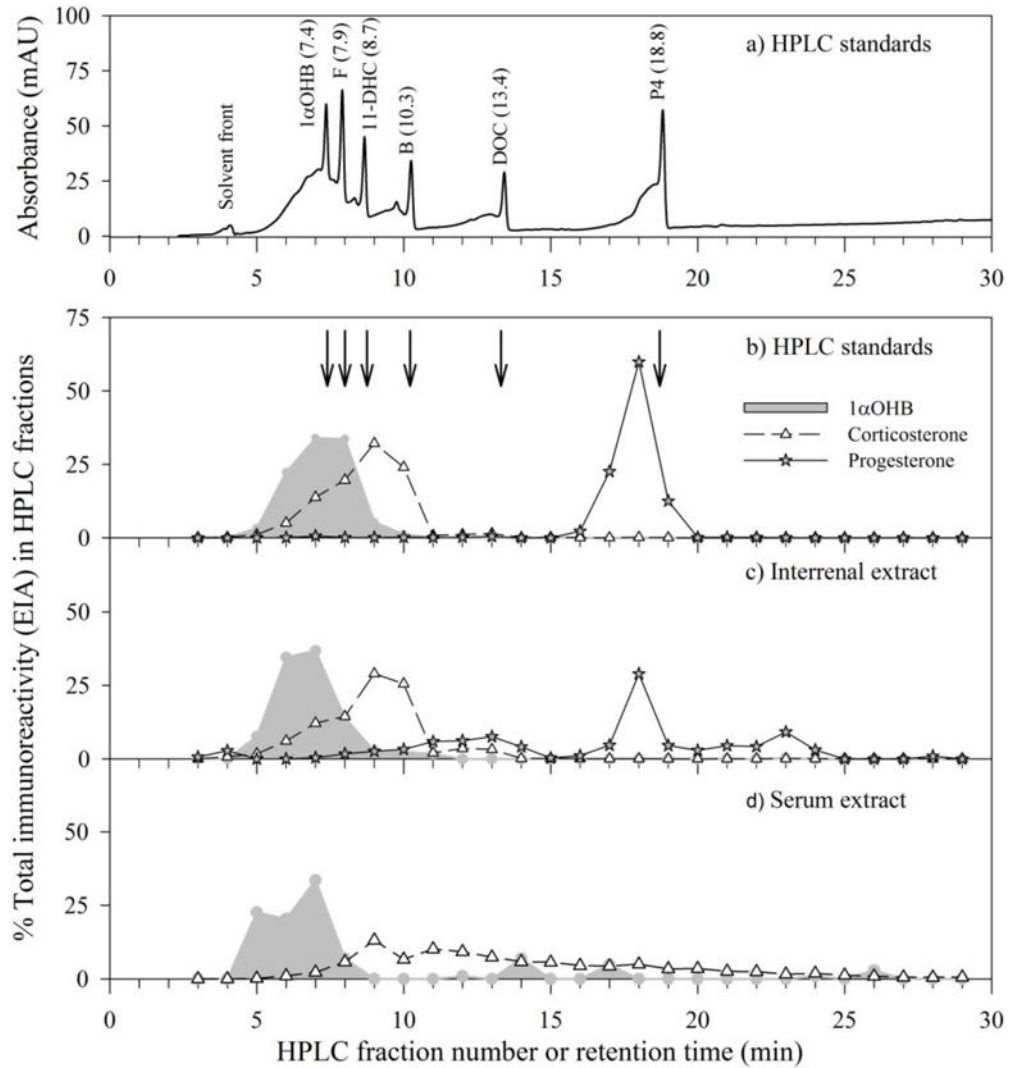 100
75
50
25
0
Absorbance (mAU)
Solvent front
1αOHB (7.4)
F (7.9)
11-DHC (8.7)
B (10.3)
DOC (13.4)
P4 (18.8)
a) HPLC standards
0 5 10 15 20 25 30
% Total immunoreactivity (EIA) in HPLC fractions
75
50
25
0
b) HPLC standards
1αOHB
Corticosterone
Progesterone
50
25
0
c) Interrenal extract
50
25
0
d) Serum extract
0 5 10 15 20 25 30
HPLC fraction number or retention time (min)